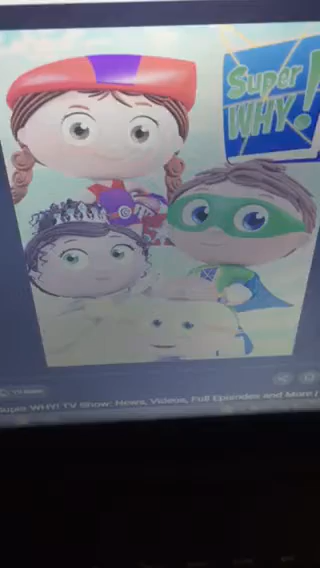 Super
WHY!
Super WHY! TV Show: News, Videos, Full Episodes and More |